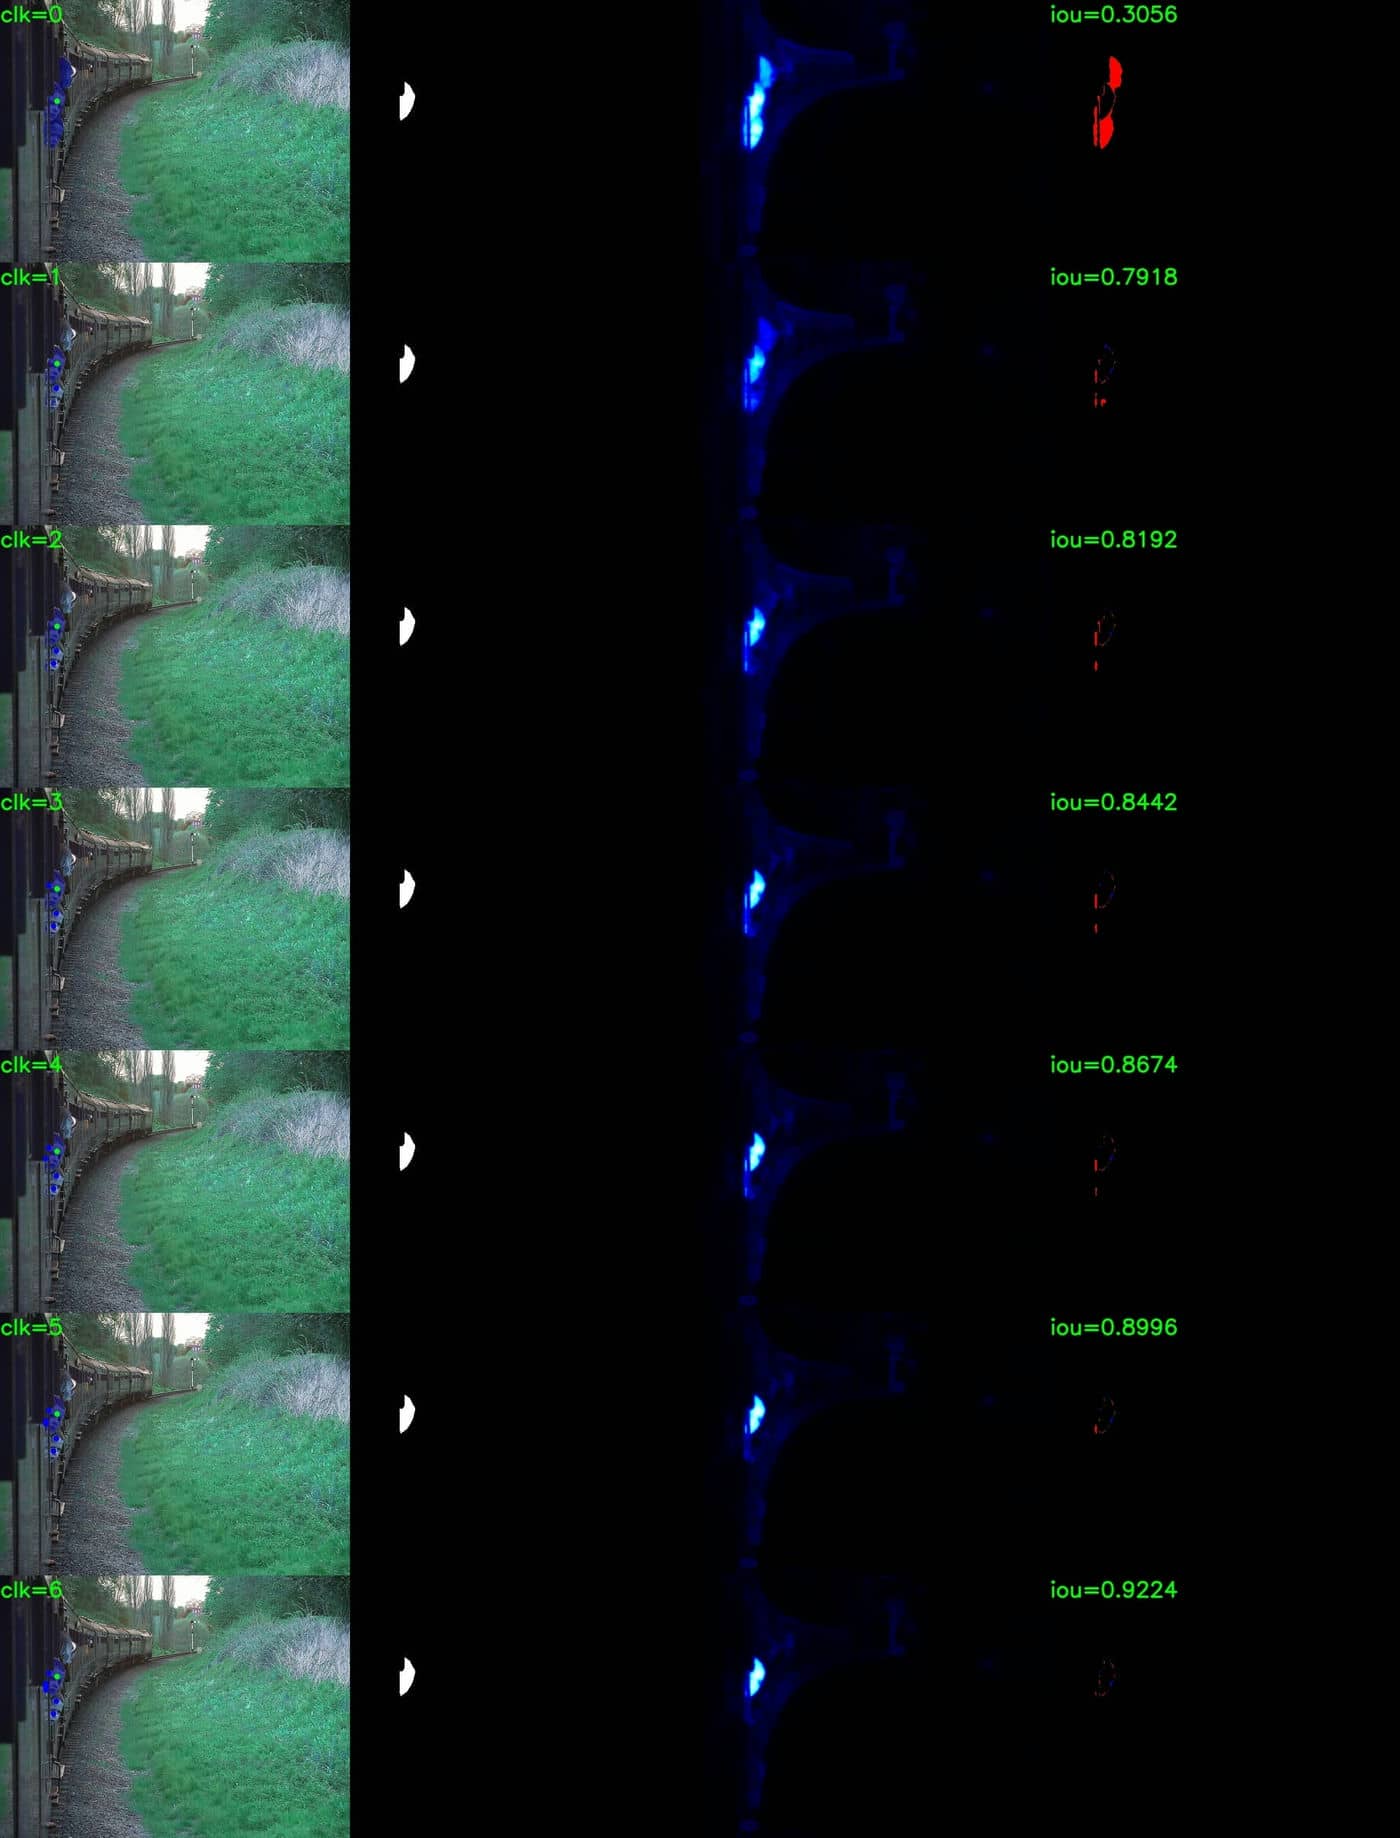 clk=0
iou=0.3056
clk=1
iou=0.7918
clk=2
iou=0.8192
clk=3
iou=0.8442
clk=4
iou=0.8674
clk=5
iou=0.8996
clk=6
iou=0.9224